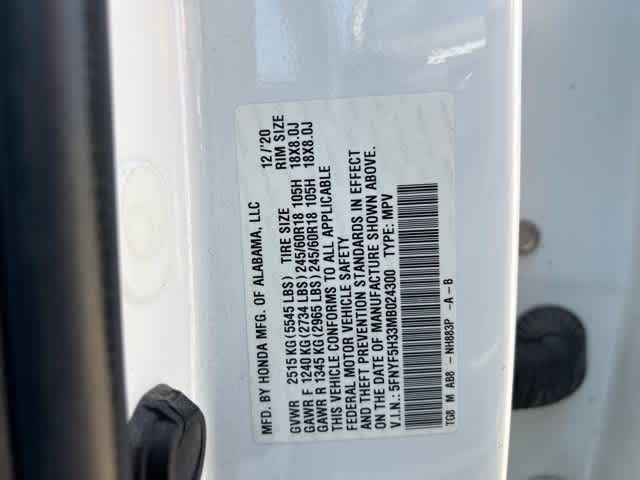 MFD. BY HONDA MFG. OF ALABAMA, LLC 12/'20
TIRE SIZE RIM SIZE
GVWR 2515 KG (5545 LBS)
GAWR F 1240 KG (2734 LBS) 245/60R18 105H 18X8.0J
GAWR R 1345 KG (2965 LBS) 245/60R18 105H 18X8.0J
THIS VEHICLE CONFORMS TO ALL APPLICABLE
FEDERAL MOTOR VEHICLE SAFETY
AND THEFT PREVENTION STANDARDS IN EFFECT
ON THE DATE OF MANUFACTURE SHOWN ABOVE.
V.I.N.: 5FNYF5H33MB024300 TYPE: MPV
TG8 M AB8 -NH883P -A-B